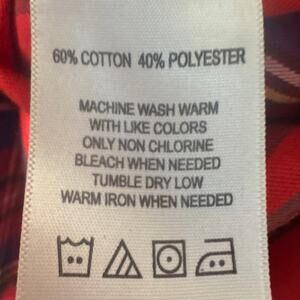 60% COTTON 40% POLYESTER
MACHINE WASH WARM
WITH LIKE COLORS
ONLY NON CHLORINE
BLEACH WHEN NEEDED
TUMBLE DRY LOW
WARM IRON WHEN NEEDED